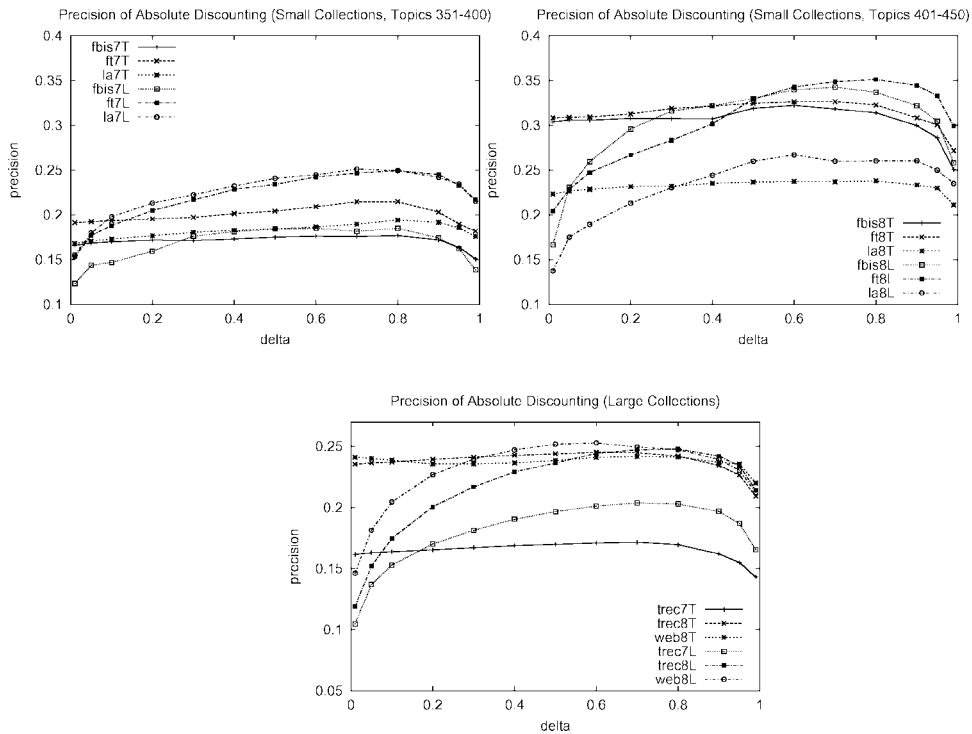 Precision of Absolute Discounting (Small Collections, Topics 351-400)
0.4
0.35
0.3
0.25
0.2
0.15
0.1
precision
fbis7T
ft7T
la7T
fbis7L
ft7L
la7L
0 0.2 0.4 0.6 0.8 1
delta
Precision of Absolute Discounting (Small Collections, Topics 401-450)
0.4
0.35
0.3
0.25
0.2
0.15
0.1
precision
fbis8T
ft8T
la8T
fbis8L
ft8l
la8L
0 0.2 0.4 0.6 0.8 1
delta
Precision of Absolute Discounting (Large Collections)
0.25
0.2
0.15
0.1
0.05
precision
trec7T
trec8T
web8T
trec7L
trec8L
web8L
0 0.2 0.4 0.6 0.8 1
delta